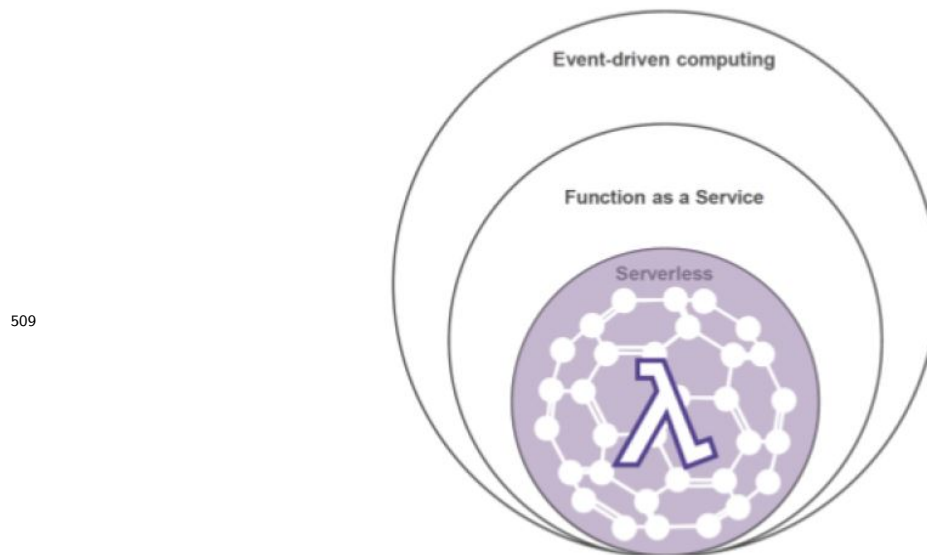 Event-driven computing
Function as a Service
Serverless
509
λ